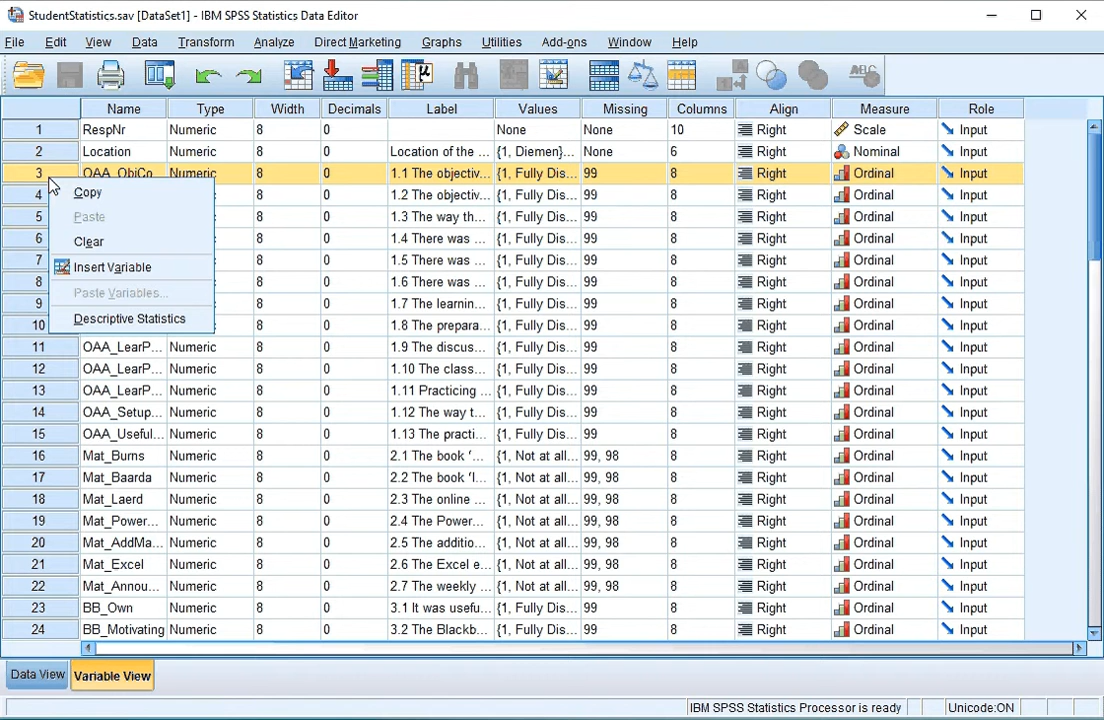 StudentStatistics.sav [DataSet1] - IBM SPSS Statistics Data Editor
File Edit View Data Transform Analyze Direct Marketing Graphs Utilities Add-ons Window Help
Name Type Width Decimals Label Values Missing Columns Align Measure Role
1 RespNr Numeric 8 0 None None 10 Right Scale Input
2 Location Numeric 8 0 Location of the ... {1, Diemen}... None 6 Right Nominal Input
3 OAA_ObjCo... Numeric 8 0 1.1 The objectiv... {1, Fully Dis... 99 8 Right Ordinal Input
4 8 0 1.2 The objectiv... {1, Fully Dis... 99 8 Right Ordinal Input
5 8 0 1.3 The way th... {1, Fully Dis... 99 8 Right Ordinal Input
6 8 0 1.4 There was ... {1, Fully Dis... 99 8 Right Ordinal Input
7 8 0 1.5 There was ... {1, Fully Dis... 99 8 Right Ordinal Input
8 8 0 1.6 There was ... {1, Fully Dis... 99 8 Right Ordinal Input
9 8 0 1.7 The learnin... {1, Fully Dis... 99 8 Right Ordinal Input
10 8 0 1.8 The prepara... {1, Fully Dis... 99 8 Right Ordinal Input
Copy
Paste
Clear
Insert Variable
Paste Variables...
Descriptive Statistics
11 OAA_LearP... Numeric 8 0 1.9 The discus... {1, Fully Dis... 99 8 Right Ordinal Input
12 OAA_LearP... Numeric 8 0 1.10 The class... {1, Fully Dis... 99 8 Right Ordinal Input
13 OAA_LearP... Numeric 8 0 1.11 Practicing ... {1, Fully Dis... 99 8 Right Ordinal Input
14 OAA_Setup... Numeric 8 0 1.12 The way t... {1, Fully Dis... 99 8 Right Ordinal Input
15 OAA_Useful... Numeric 8 0 1.13 The practi... {1, Fully Dis... 99 8 Right Ordinal Input
16 Mat_Burns Numeric 8 0 2.1 The book ‘... {1, Not at all... 99, 98 8 Right Ordinal Input
17 Mat_Baarda Numeric 8 0 2.2 The book ‘I... {1, Not at all... 99, 98 8 Right Ordinal Input
18 Mat_Laerd Numeric 8 0 2.3 The online ... {1, Not at all... 99, 98 8 Right Ordinal Input
19 Mat_Power... Numeric 8 0 2.4 The Power... {1, Not at all... 99, 98 8 Right Ordinal Input
20 Mat_AddMa... Numeric 8 0 2.5 The additio... {1, Not at all... 99, 98 8 Right Ordinal Input
21 Mat_Excel Numeric 8 0 2.6 The Excel e... {1, Not at all... 99, 98 8 Right Ordinal Input
22 Mat_Annou... Numeric 8 0 2.7 The weekly ... {1, Not at all... 99, 98 8 Right Ordinal Input
23 BB_Own Numeric 8 0 3.1 It was usefu... {1, Fully Dis... 99 8 Right Ordinal Input
24 BB_Motivating Numeric 8 0 3.2 The Blackb... {1, Fully Dis... 99 8 Right Ordinal Input
Data View Variable View
IBM SPSS Statistics Processor is ready Unicode:ON